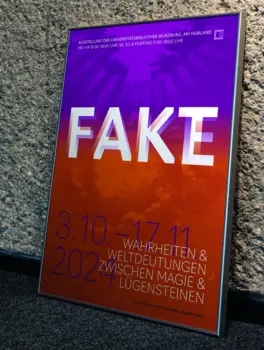 AUSSTELLUNG DER UNIVERSITÄTSBIBLIOTHEK WÜRZBURG, AM HUBLAND
FAKE
3.10.–17.11
2024
WAHRHEITEN &
WELTDEUTUNGEN
ZWISCHEN MAGIE &
LÜGENSTEINEN